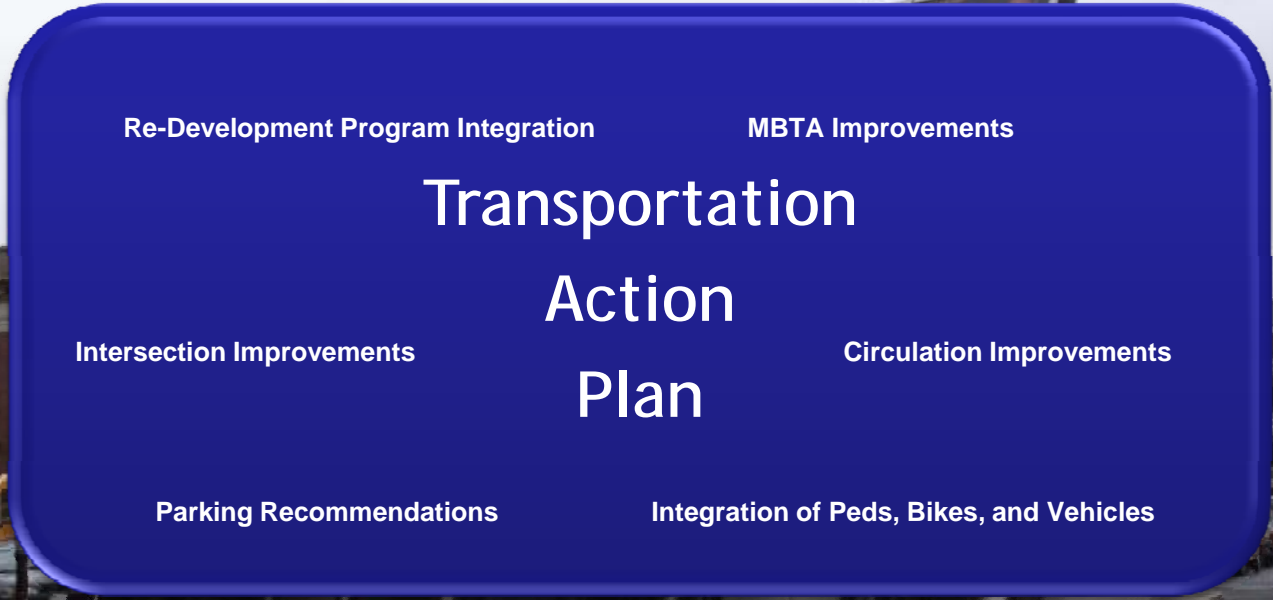 Re-Development Program Integration
MBTA Improvements
Transportation
Action
Intersection Improvements
Circulation Improvements
Plan
Parking Recommendations
Integration of Peds, Bikes, and Vehicles